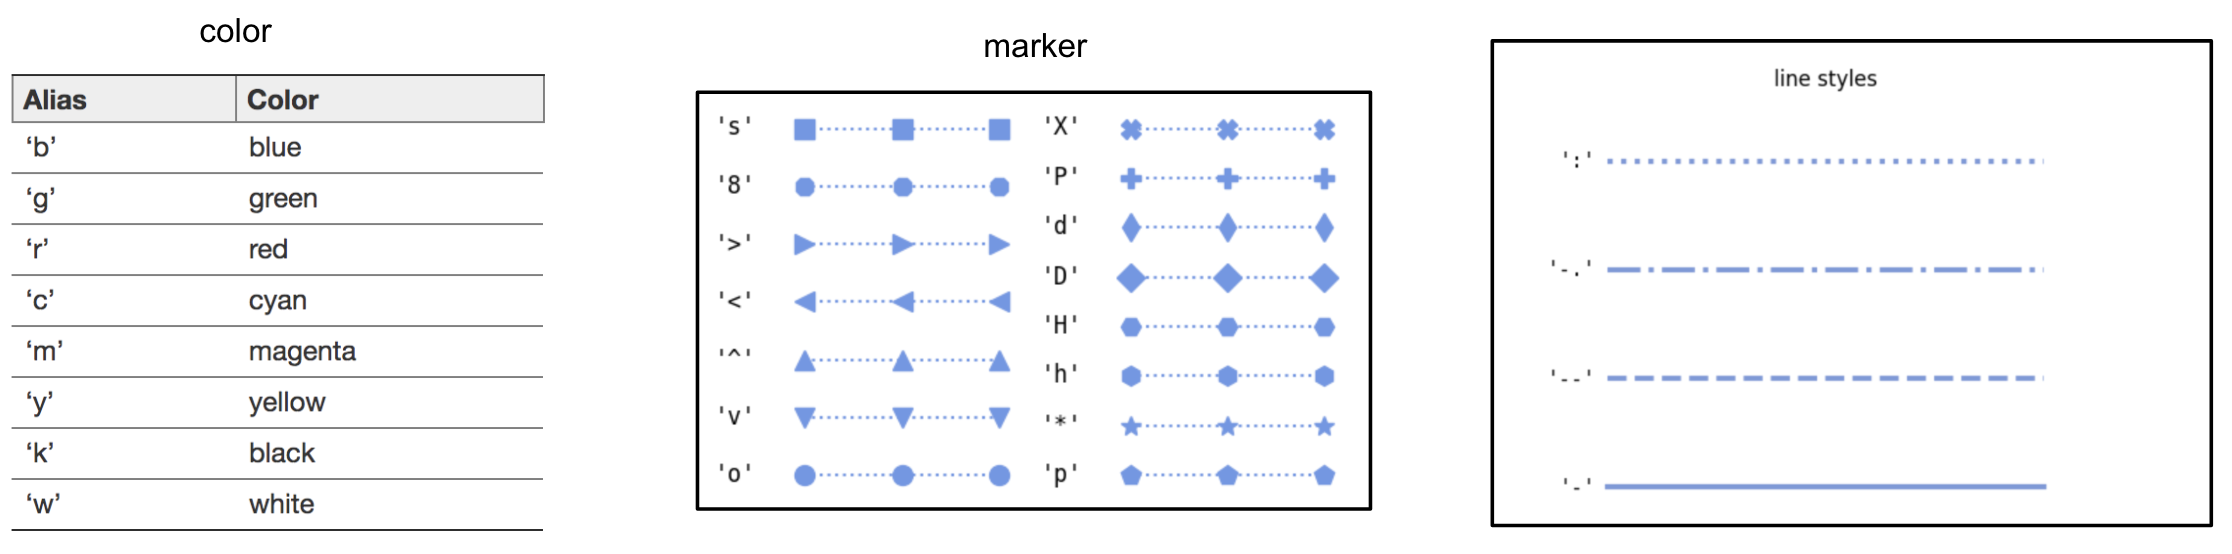 color
Alias Color
‘b’ blue
‘g’ green
‘r’ red
‘c’ cyan
‘m’ magenta
‘y’ yellow
‘k’ black
‘w’ white
marker
's'
'8'
'>'
'<'
'^'
'v'
'o'
'X'
'P'
'd'
'D'
'H'
'h'
'*'
'p'
line styles
':'
'-.'
'--'
'-'